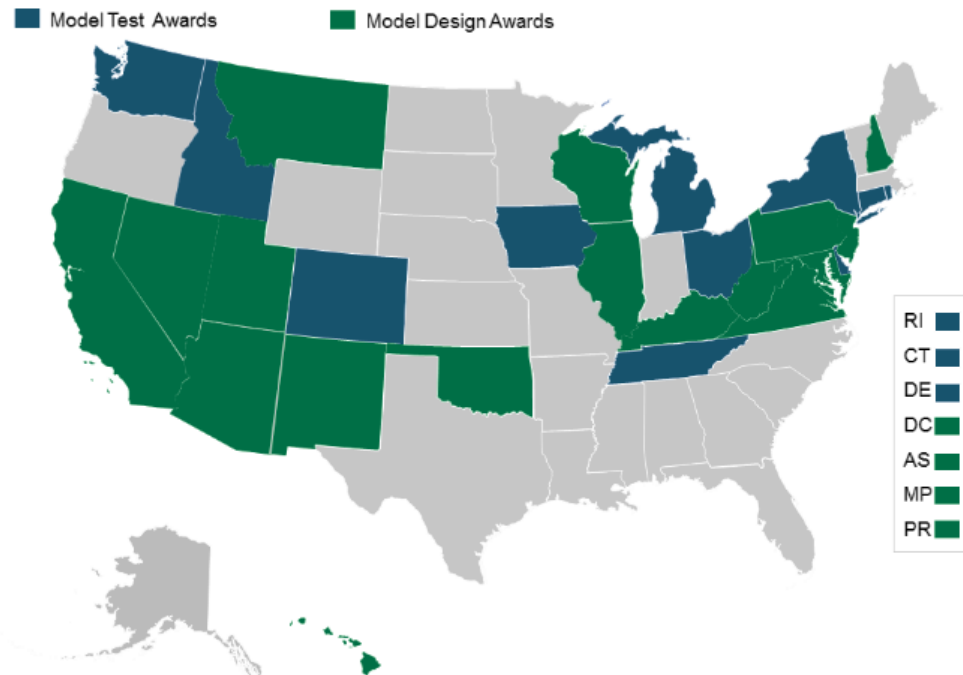 Model Test Awards
Model Design Awards
RI
CT
DE
DC
AS
MP
PR